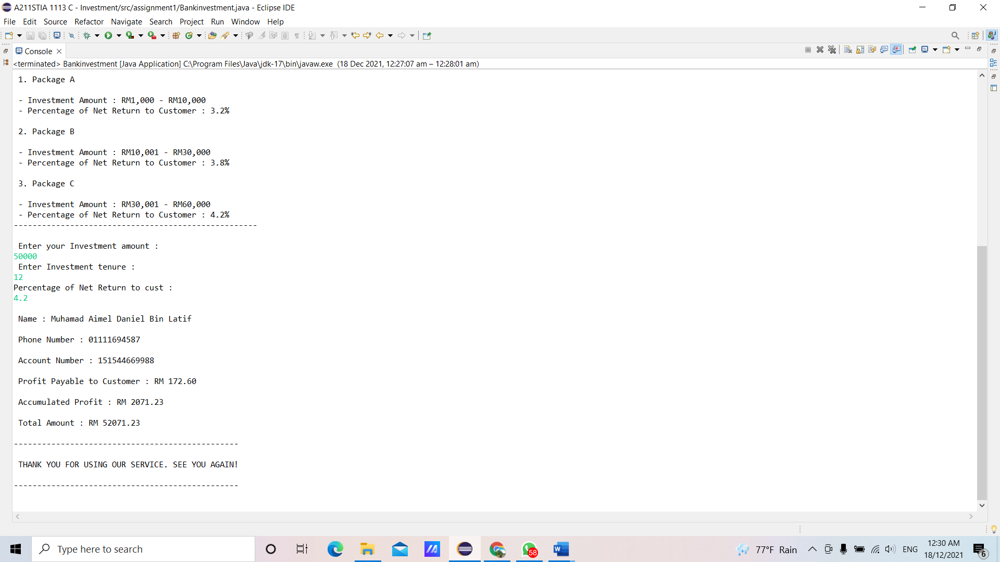 A211STIA 1113 C - Investment/src/assignment1/Bankinvestment.java - Eclipse IDE
File Edit Source Refactor Navigate Search Project Run Window Help
Console
<terminated> Bankinvestment [Java Application] C:\Program Files\Java\jdk-17\bin\javaw.exe (18 Dec 2021, 12:27:07 am – 12:28:01 am)
1. Package A
- Investment Amount : RM1,000 - RM10,000
- Percentage of Net Return to Customer : 3.2%
2. Package B
- Investment Amount : RM10,001 - RM30,000
- Percentage of Net Return to Customer : 3.8%
3. Package C
- Investment Amount : RM30,001 - RM60,000
- Percentage of Net Return to Customer : 4.2%
----------------------------------------------------
Enter your Investment amount :
50000
Enter Investment tenure :
12
Percentage of Net Return to cust :
4.2
Name : Muhamad Aimel Daniel Bin Latif
Phone Number : 01111694587
Account Number : 151544669988
Profit Payable to Customer : RM 172.60
Accumulated Profit : RM 2071.23
Total Amount : RM 52071.23
------------------------------------------------
THANK YOU FOR USING OUR SERVICE. SEE YOU AGAIN!
------------------------------------------------
Type here to search
58
W
77°F Rain
ENG
12:30 AM
18/12/2021
6